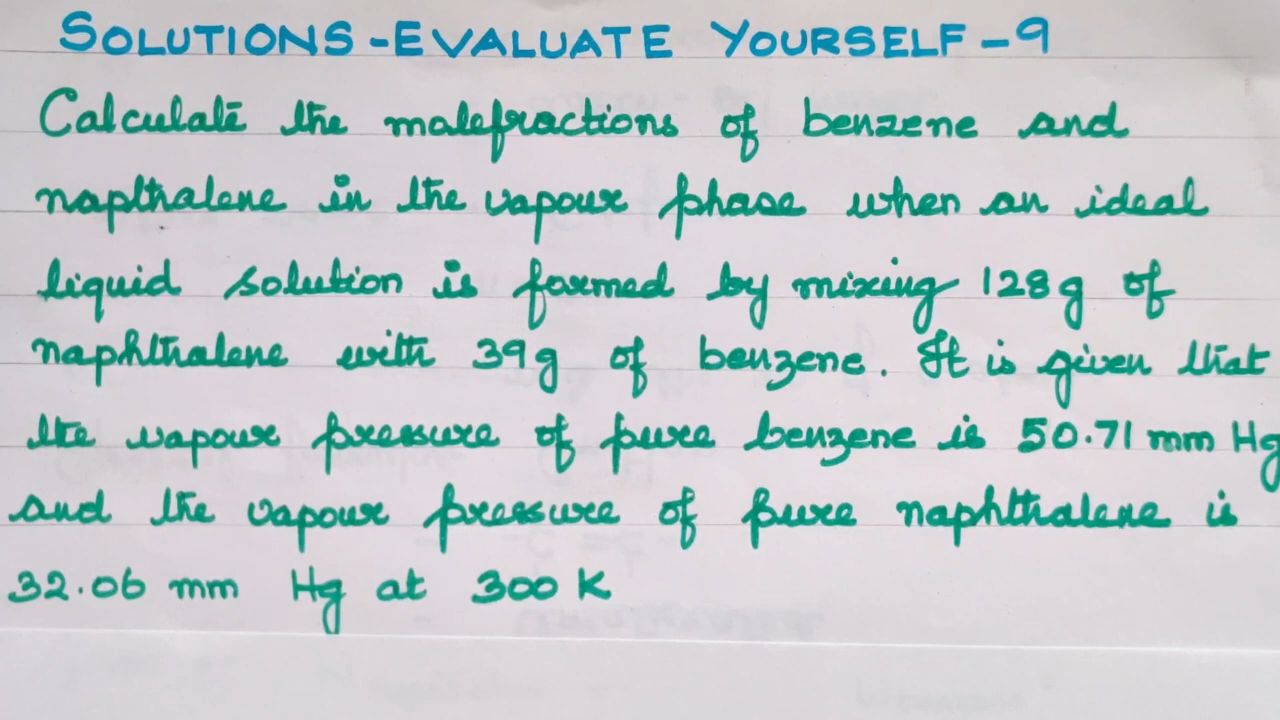 SOLUTIONS-EVALUATE YOURSELF-9
Calculate the molefractions of benzene and
napthalene in the vapour phase when an ideal
liquid solution is formed by mixing 128g of
naphthalene with 39g of benzene. It is given that
the vapour pressure of pure benzene is 50.71 mm Hg
and the vapour pressure of pure naphthalene is
32.06 mm Hg at 300 K